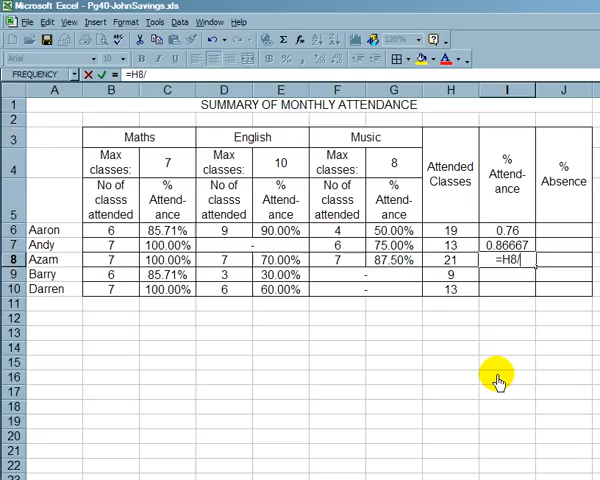 Microsoft Excel - Pg40-JohnSavings.xls
File Edit View Insert Format Tools Data Window Help
Arial 10 B I U
120%
FREQUENCY =H8/
A B C D E F G H I J
1 SUMMARY OF MONTHLY ATTENDANCE
2
3 Maths English Music
4 Max classes: 7 Max classes: 10 Max classes: 8 Attended Classes % Attend-ance % Absence
5 No of classs attended % Attend-ance No of classs attended % Attend-ance No of classs attended % Attend-ance
6 Aaron 6 85.71% 9 90.00% 4 50.00% 19 0.76
7 Andy 7 100.00% - 6 75.00% 13 0.86667
8 Azam 7 100.00% 7 70.00% 7 87.50% 21 =H8/
9 Barry 6 85.71% 3 30.00% - 9
10 Darren 7 100.00% 6 60.00% - 13
11
12
13
14
15
16
17
18
19
20
21
22
23